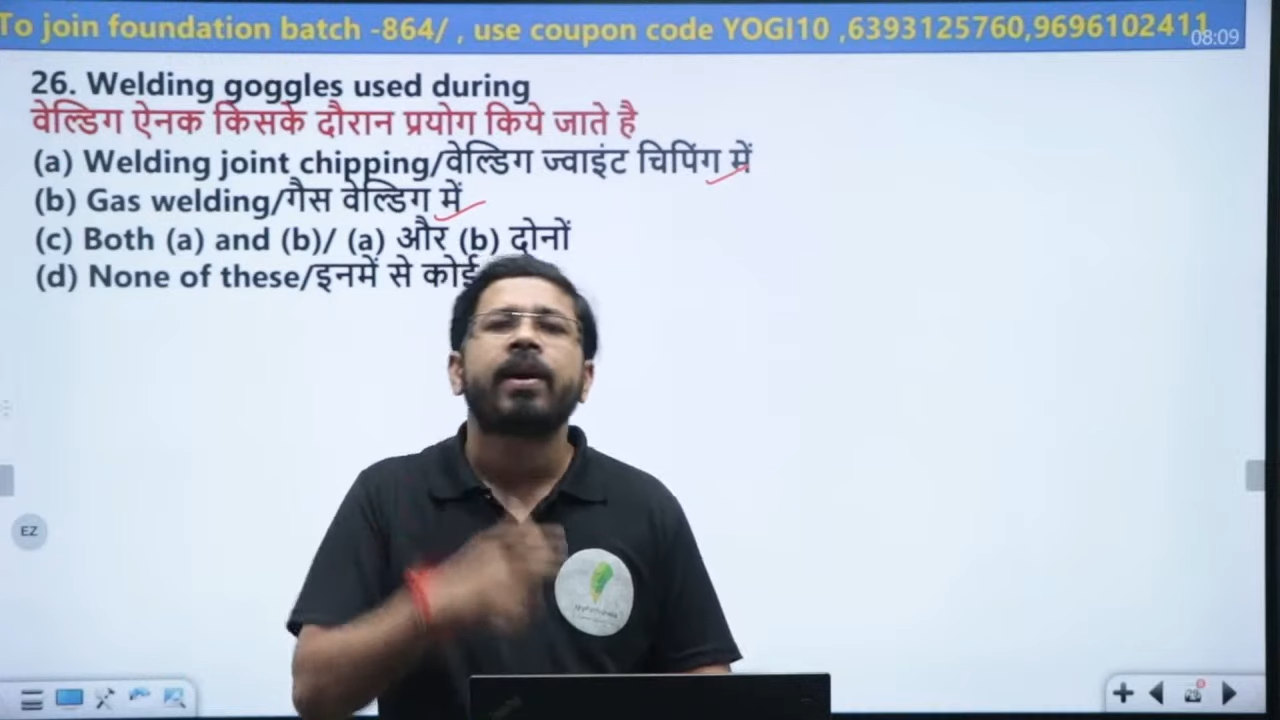 To join foundation batch -864/ , use coupon code YOGI10 ,6393125760,9696102411
08:09
26. Welding goggles used during
वेल्डिग ऐनक किसके दौरान प्रयोग किये जाते है
(a) Welding joint chipping/वेल्डिग ज्वाइंट चिपिंग में
(b) Gas welding/गैस वेल्डिग में
(c) Both (a) and (b)/ (a) और (b) दोनों
(d) None of these/इनमें से कोई
EZ